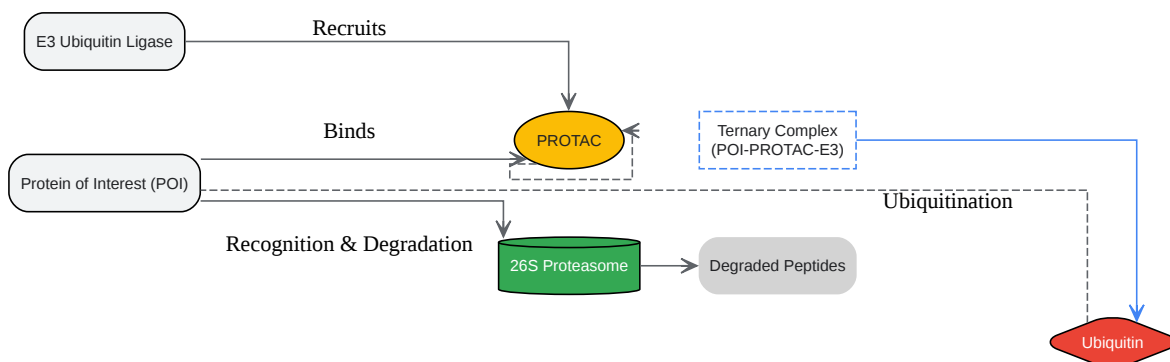 Recruits
E3 Ubiquitin Ligase
Binds
PROTAC
Ternary Complex
(POI-PROTAC-E3)
Protein of Interest (POI)
Ubiquitination
Recognition & Degradation
26S Proteasome
Degraded Peptides
Ubiquitin